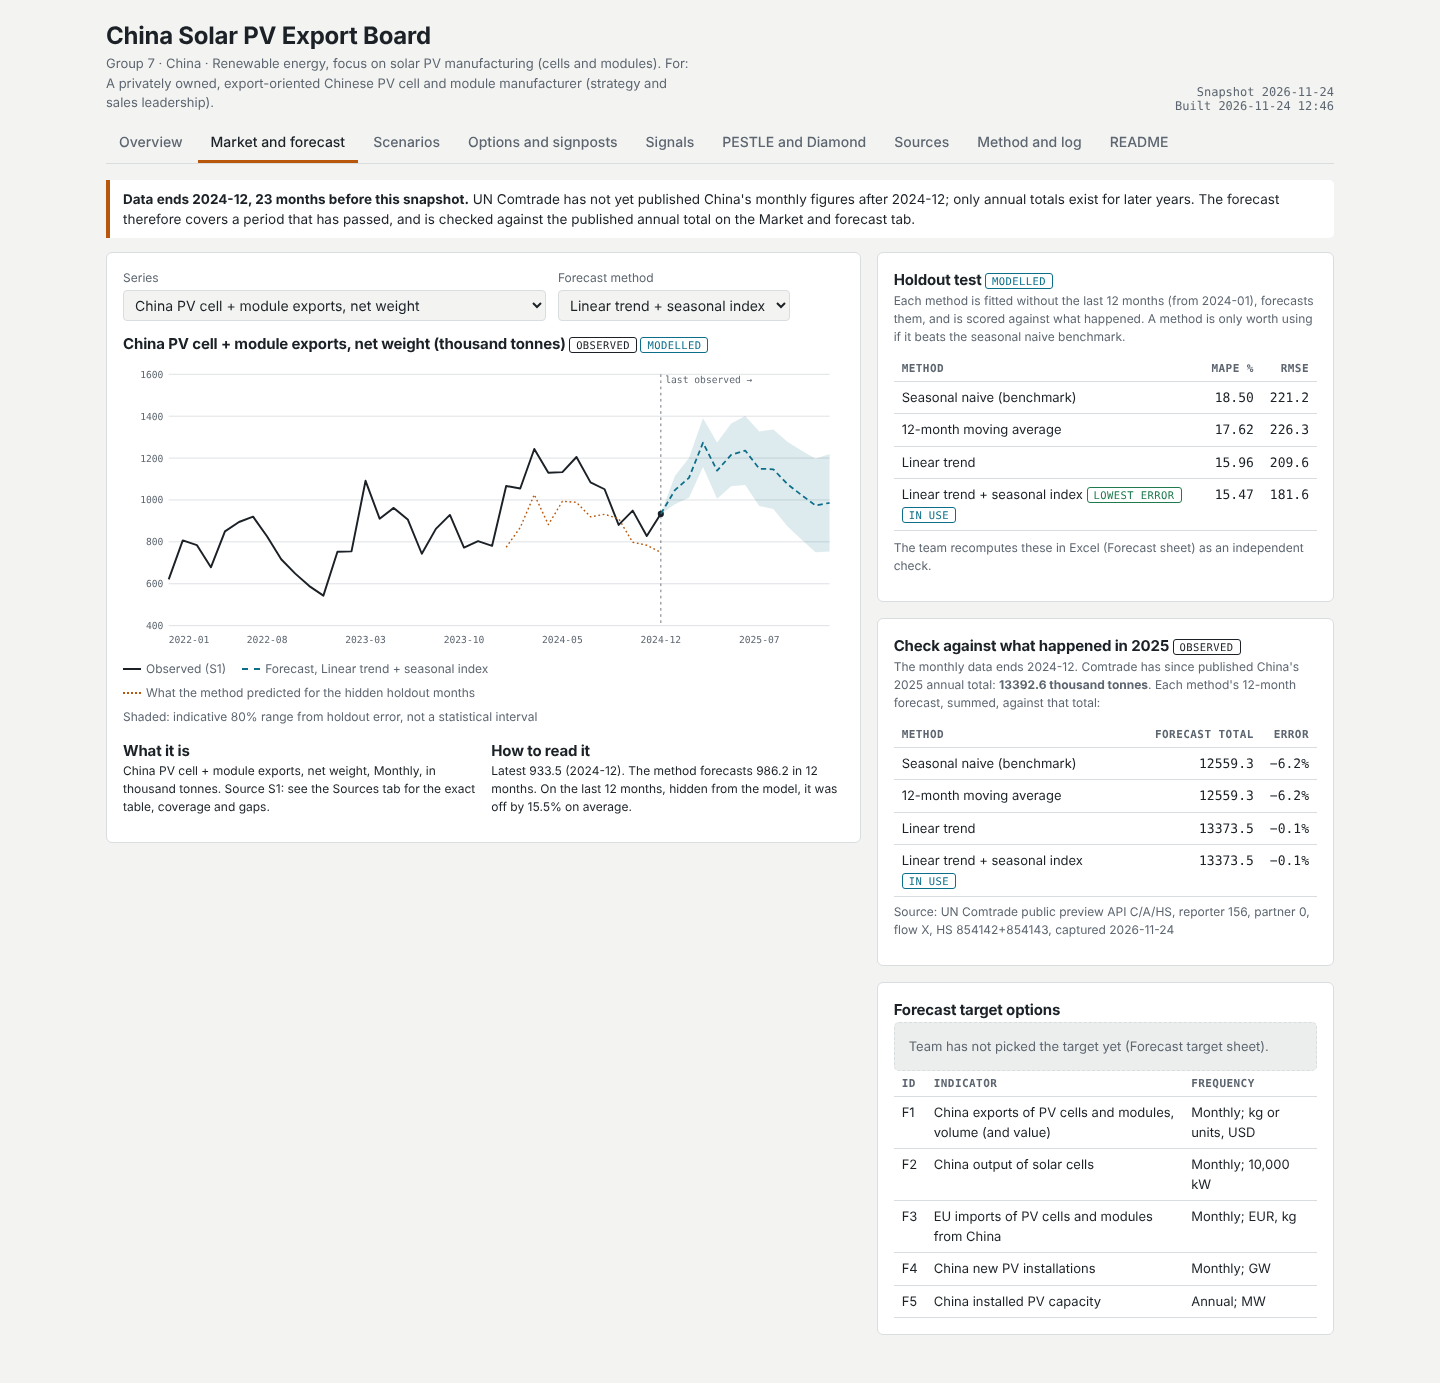 China Solar PV Export Board
Group 7 · China · Renewable energy, focus on solar PV manufacturing (cells and modules). For:
A privately owned, export-oriented Chinese PV cell and module manufacturer (strategy and
sales leadership).
Snapshot 2026-11-24
Built 2026-11-24 12:46
Overview Market and forecast Scenarios Options and signposts Signals PESTLE and Diamond Sources Method and log README
Data ends 2024-12, 23 months before this snapshot. UN Comtrade has not yet published China's monthly figures after 2024-12; only annual totals exist for later years. The forecast
therefore covers a period that has passed, and is checked against the published annual total on the Market and forecast tab.
Series
Forecast method
China PV cell + module exports, net weight
Linear trend + seasonal index
China PV cell + module exports, net weight (thousand tonnes) OBSERVED MODELLED
1600
last observed →
1400
1200
1000
800
600
400
2022-01 2022-08 2023-03 2023-10 2024-05 2024-12 2025-07
Observed (S1) Forecast, Linear trend + seasonal index
What the method predicted for the hidden holdout months
Shaded: indicative 80% range from holdout error, not a statistical interval
What it is
China PV cell + module exports, net weight, Monthly, in
thousand tonnes. Source S1: see the Sources tab for the exact
table, coverage and gaps.
How to read it
Latest 933.5 (2024-12). The method forecasts 986.2 in 12
months. On the last 12 months, hidden from the model, it was
off by 15.5% on average.
Holdout test MODELLED
Each method is fitted without the last 12 months (from 2024-01), forecasts
them, and is scored against what happened. A method is only worth using
if it beats the seasonal naive benchmark.
METHOD MAPE % RMSE
Seasonal naive (benchmark) 18.50 221.2
12-month moving average 17.62 226.3
Linear trend 15.96 209.6
Linear trend + seasonal index LOWEST ERROR 15.47 181.6
IN USE
The team recomputes these in Excel (Forecast sheet) as an independent
check.
Check against what happened in 2025 OBSERVED
The monthly data ends 2024-12. Comtrade has since published China's
2025 annual total: 13392.6 thousand tonnes. Each method's 12-month
forecast, summed, against that total:
METHOD FORECAST TOTAL ERROR
Seasonal naive (benchmark) 12559.3 −6.2%
12-month moving average 12559.3 −6.2%
Linear trend 13373.5 −0.1%
Linear trend + seasonal index 13373.5 −0.1%
IN USE
Source: UN Comtrade public preview API C/A/HS, reporter 156, partner 0,
flow X, HS 854142+854143, captured 2026-11-24
Forecast target options
Team has not picked the target yet (Forecast target sheet).
ID INDICATOR FREQUENCY
F1 China exports of PV cells and modules, Monthly; kg or
volume (and value) units, USD
F2 China output of solar cells Monthly; 10,000
kW
F3 EU imports of PV cells and modules Monthly; EUR, kg
from China
F4 China new PV installations Monthly; GW
F5 China installed PV capacity Annual; MW